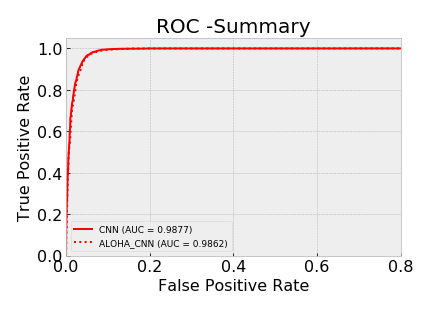 ROC -Summary
True Positive Rate
1.0
0.8
0.6
0.4
0.2
0.0
CNN (AUC = 0.9877)
ALOHA_CNN (AUC = 0.9862)
0.0 0.2 0.4 0.6 0.8
False Positive Rate